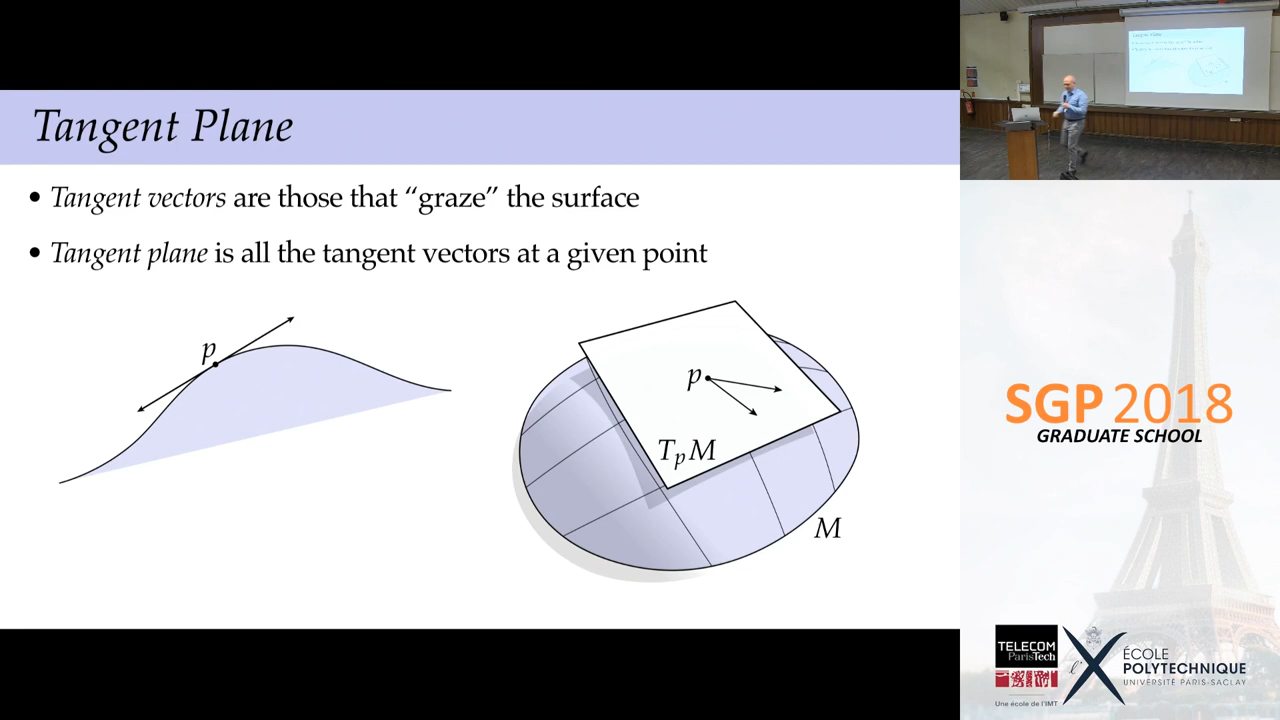 Tangent Plane
• Tangent vectors are those that “graze” the surface
• Tangent plane is all the tangent vectors at a given point
p
p
TpM
M
SGP 2018
GRADUATE SCHOOL
TELECOM
ParisTech
Une école de l'IMT
ÉCOLE
POLYTECHNIQUE
UNIVERSITÉ PARIS-SACLAY